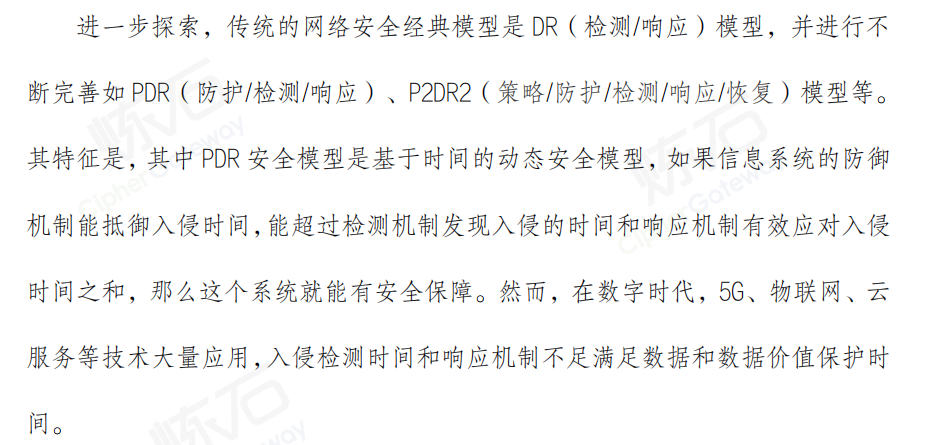 进一步探索，传统的网络安全经典模型是 DR（检测/响应）模型，并进行不
断完善如 PDR（防护/检测/响应）、P2DR2（策略/防护/检测/响应/恢复）模型等。
其特征是，其中 PDR 安全模型是基于时间的动态安全模型，如果信息系统的防御
机制能抵御入侵时间，能超过检测机制发现入侵的时间和响应机制有效应对入侵
时间之和，那么这个系统就能有安全保障。然而，在数字时代，5G、物联网、云
服务等技术大量应用，入侵检测时间和响应机制不足满足数据和数据价值保护时
间。
炼石
CipherGateway
炼石
CipherGateway
炼石